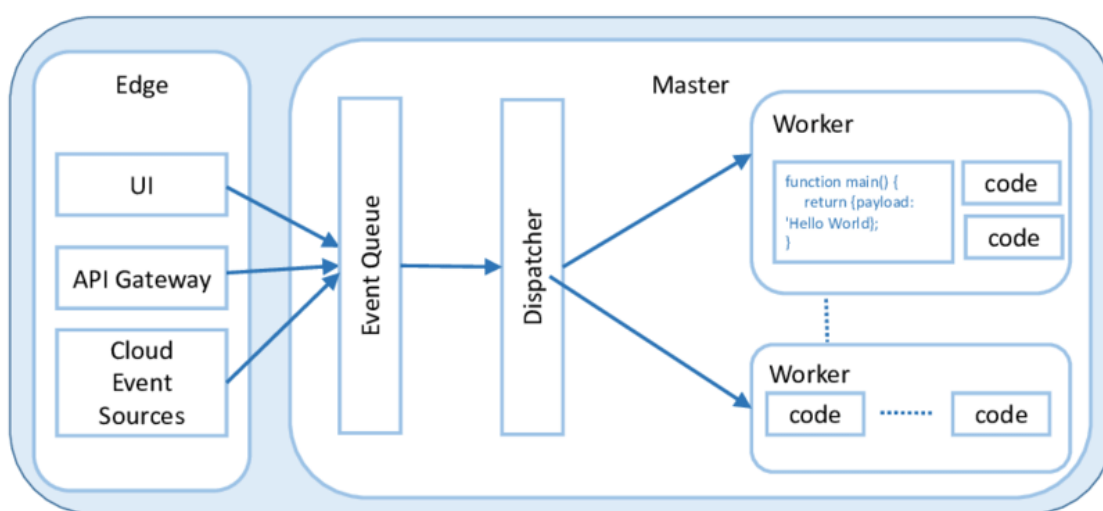 Edge
UI
API Gateway
Cloud
Event
Sources
Master
Event Queue
Dispatcher
Worker
function main() {
return {payload:
'Hello World};
}
code
code
Worker
code
code